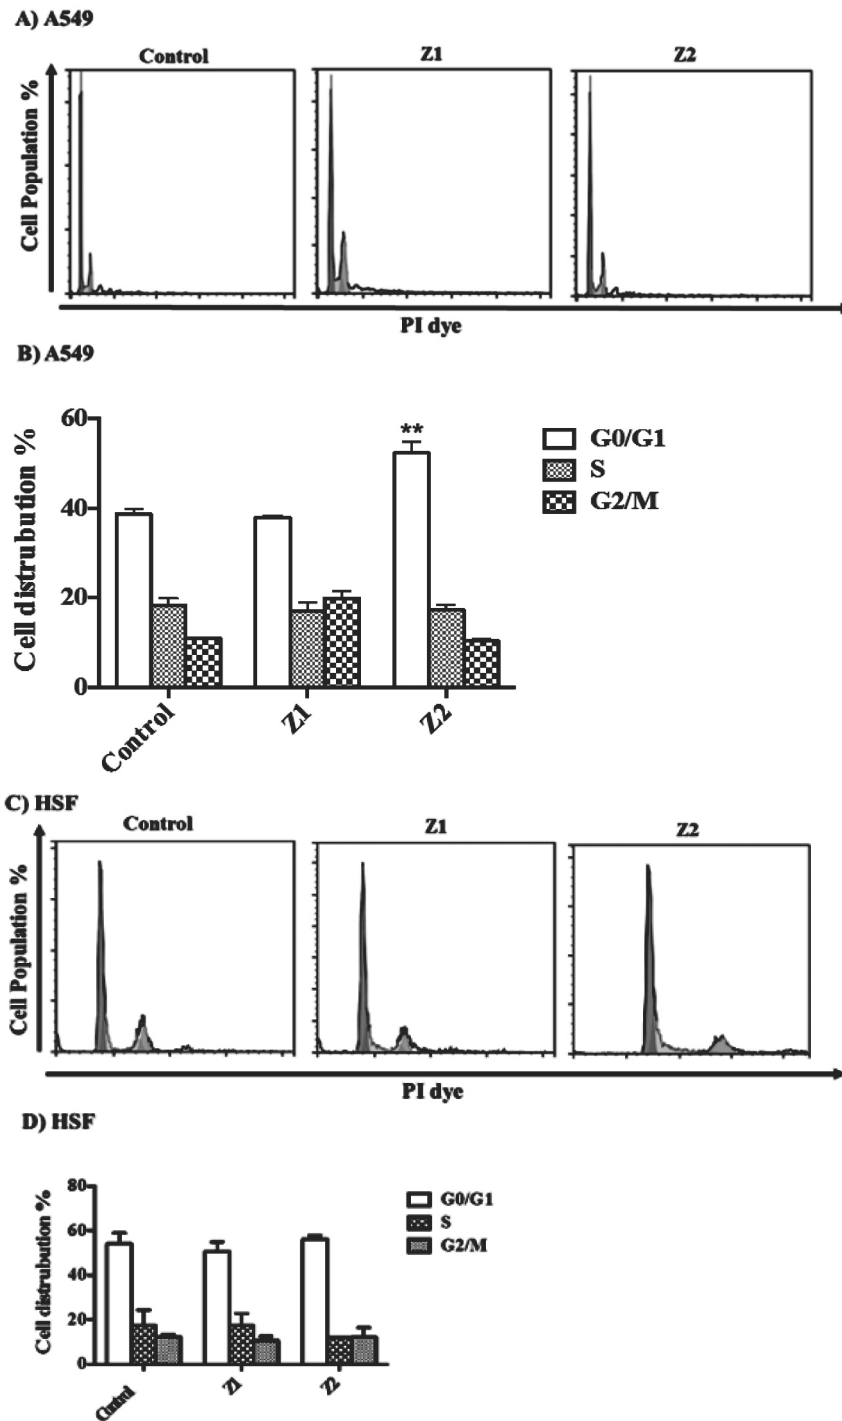 A) A549
Control Z1 Z2
Cell Population %
PI dye
B) A549
Cell distrubution %
60
40
20
0
**
G0/G1
S
G2/M
Control Z1 Z2
C) HSF
Control Z1 Z2
Cell Population %
PI dye
D) HSF
Cell distrubution %
80
60
40
20
0
G0/G1
S
G2/M
Control Z1 Z2